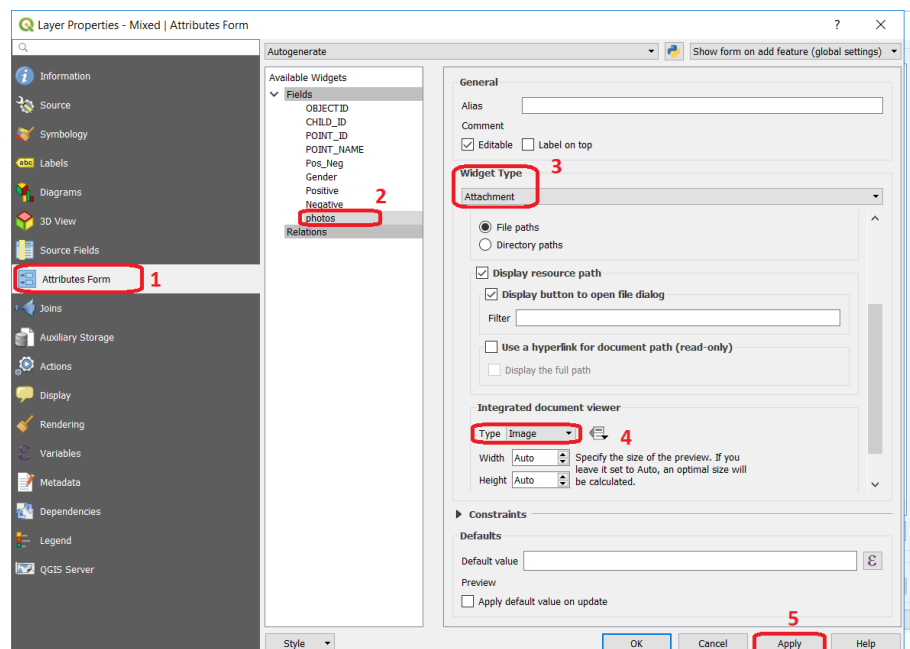 Layer Properties - Mixed | Attributes Form
? ×
Information
Source
Symbology
abc Labels
Diagrams
3D View
Source Fields
Attributes Form 1
Joins
Auxiliary Storage
Actions
Display
Rendering
Variables
Metadata
Dependencies
Legend
QGIS Server
Autogenerate
Show form on add feature (global settings)
Available Widgets
Fields
OBJECTID
CHILD_ID
POINT_ID
POINT_NAME
Pos_Neg
Gender
Positive
Negative
2
photos
Relations
Style
General
Alias
Comment
Editable Label on top
Widget Type 3
Attachment
File paths
Directory paths
Display resource path
Display button to open file dialog
Filter
Use a hyperlink for document path (read-only)
Display the full path
Integrated document viewer
Type Image 4
Width Auto Specify the size of the preview. If you
leave it set to Auto, an optimal size will
Height Auto be calculated.
Constraints
Defaults
Default value ε
Preview
Apply default value on update
5
OK Cancel Apply Help